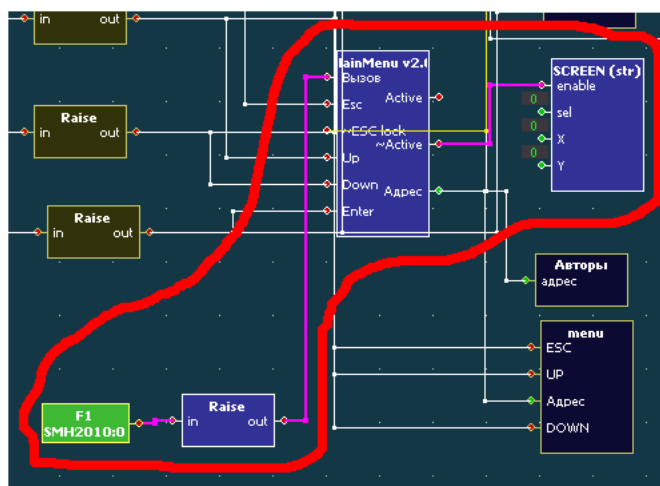 in out
Raise
in out
Raise
in out
F1
SMH2010:0
Raise
in out
lainMenu v2.0
Вызов
Esc
Active
~ESC lock
Up
~Active
Down
Адрес
Enter
SCREEN (str)
enable
0
sel
0
X
0
Y
Авторы
адрес
menu
ESC
UP
Адрес
DOWN